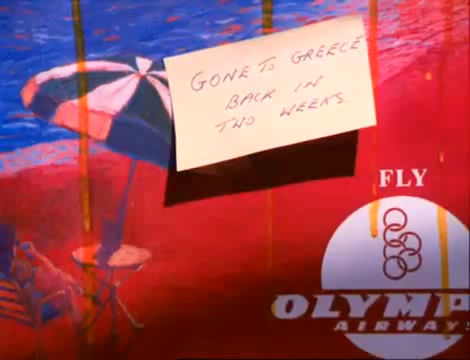 GONE TO GREECE
BACK IN
TWO WEEKS.
FLY
OLYMP
AIRWAYS